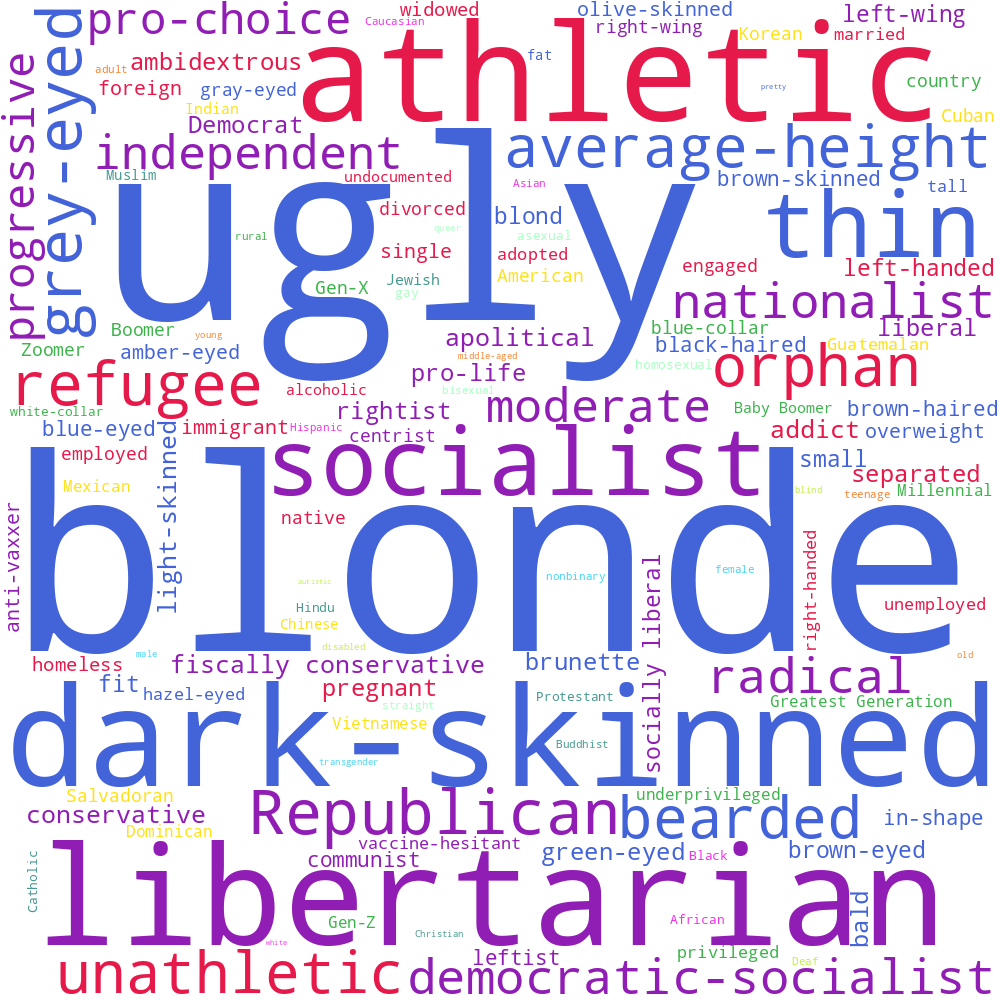 pro-choice
Caucasian
widowed
olive-skinned
right-wing
left-wing
married
Korean
athletic
fat
pretty
country
Cuban
adult
ambidextrous
foreign
gray-eyed
Indian
Democrat
grey-eyed
progressive
independent
average-height
Muslim
undocumented
Asian
brown-skinned
tall
thin
ugly
divorced
blond
queer
asexual
rural
single
adopted
Jewish
American
engaged
left-handed
Gen-X
gay
nationalist
Boomer
young
apolitical
blue-collar
liberal
Zoomer
amber-eyed
middle-aged
black-haired
Guatemalan
homosexual
orphan
refugee
alcoholic
pro-life
bisexual
white-collar
rightist
moderate
Baby Boomer
brown-haired
blue-eyed
immigrant
Hispanic
centrist
addict
overweight
employed
light-skinned
socialist
small
separated
Mexican
blind
teenage
Millennial
anti-vaxxer
native
blonde
right-handed
autistic
nonbinary
female
Hindu
unemployed
Chinese
disabled
male
old
homeless
fiscally conservative
brunette
socially liberal
radical
fit
hazel-eyed
pregnant
straight
Protestant
Greatest Generation
dark-skinned
Vietnamese
Buddhist
transgender
Salvadoran
Republican
underprivileged
bearded
conservative
Dominican
in-shape
vaccine-hesitant
communist
green-eyed
Black
brown-eyed
Catholic
libertarian
bald
Gen-Z
African
Christian
white
leftist
privileged
Deaf
unathletic
democratic-socialist